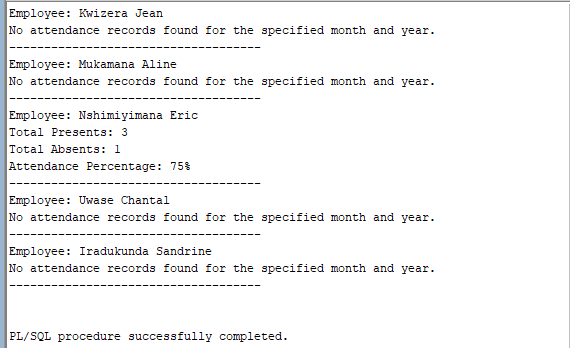 Employee: Kwizera Jean
No attendance records found for the specified month and year.
------------------------------------
Employee: Mukamana Aline
No attendance records found for the specified month and year.
------------------------------------
Employee: Nshimiyimana Eric
Total Presents: 3
Total Absents: 1
Attendance Percentage: 75%
------------------------------------
Employee: Uwase Chantal
No attendance records found for the specified month and year.
------------------------------------
Employee: Iradukunda Sandrine
No attendance records found for the specified month and year.
------------------------------------
PL/SQL procedure successfully completed.